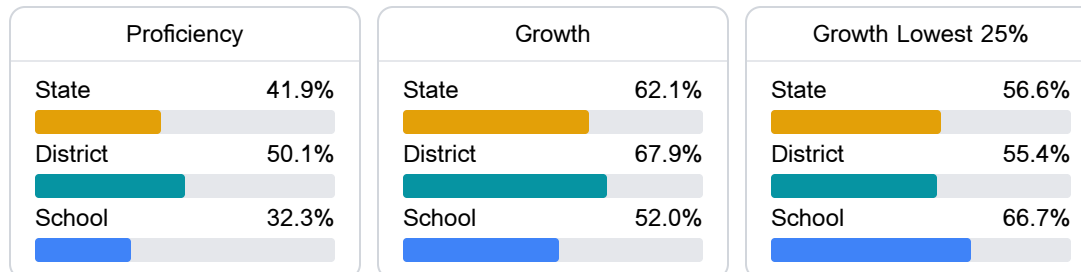 Proficiency
State 41.9%
District 50.1%
School 32.3%
Growth
State 62.1%
District 67.9%
School 52.0%
Growth Lowest 25%
State 56.6%
District 55.4%
School 66.7%